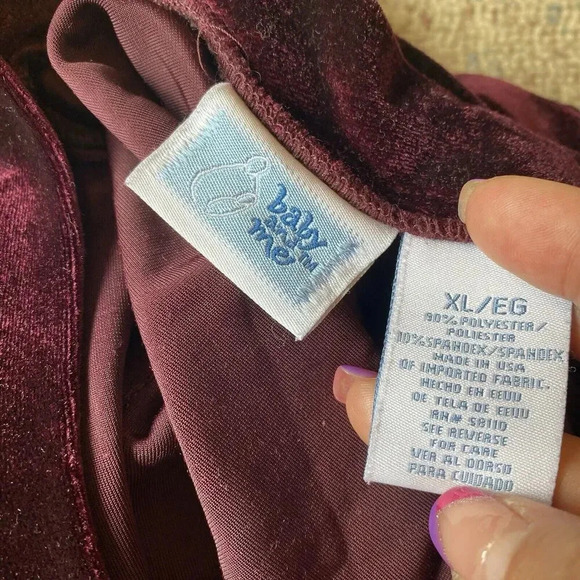 baby
and
me™
XL/EG
90% POLYESTER/
POLIESTER
10% SPANDEX/SPANDEX
MADE IN USA
OF IMPORTED FABRIC.
HECHO EN EEUU
DE TELA DE EEUU
RN# 58110
SEE REVERSE
FOR CARE
VER AL DORSO
PARA CUIDADO